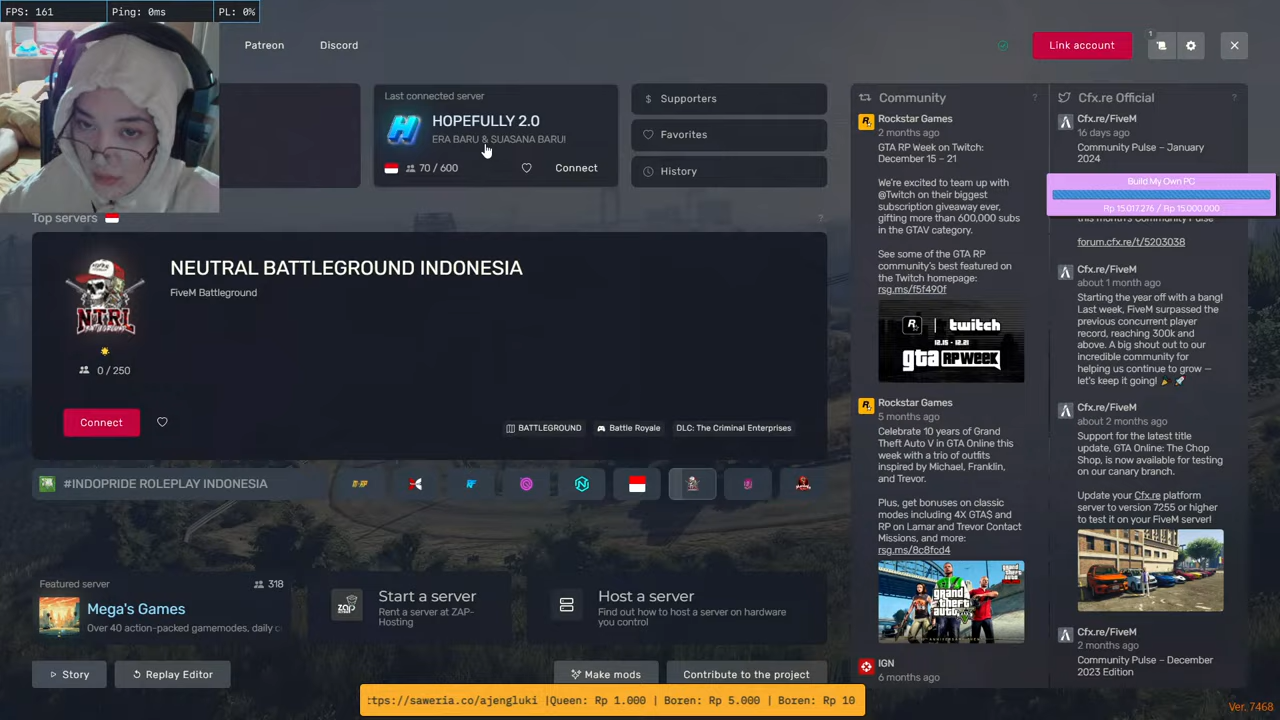 FPS: 161
Ping: 0ms
PL: 0%
Patreon
Discord
1
Link account
Last connected server
HOPEFULLY 2.0
ERA BARU & SUASANA BARU!
70 / 600
Connect
$ Supporters
Favorites
History
Top servers
?
NEUTRAL BATTLEGROUND INDONESIA
FiveM Battleground
NTRL
BATTLEGROUND
0 / 250
Connect
BATTLEGROUND
Battle Royale
DLC: The Criminal Enterprises
#INDOPRIDE ROLEPLAY INDONESIA
Featured server
318
Mega's Games
Over 40 action-packed gamemodes, daily c
ZAP
Start a server
Rent a server at ZAP-
Hosting
Host a server
Find out how to host a server on hardware
you control
Story
Replay Editor
Make mods
Contribute to the project
Community
?
Rockstar Games
2 months ago
GTA RP Week on Twitch:
December 15 – 21
We're excited to team up with
@Twitch on their biggest
subscription giveaway ever,
gifting more than 600,000 subs
in the GTAV category.
See some of the GTA RP
community's best featured on
the Twitch homepage:
rsg.ms/f5f490f
R
twitch
12.15 - 12.21
gta RP WEEK
Rockstar Games
5 months ago
Celebrate 10 years of Grand
Theft Auto V in GTA Online this
week with a trio of outfits
inspired by Michael, Franklin,
and Trevor.
Plus, get bonuses on classic
modes including 4X GTA$ and
RP on Lamar and Trevor Contact
Missions, and more:
rsg.ms/8c8fcd4
grand
theft
auto
IGN
6 months ago
Cfx.re Official
?
Cfx.re/FiveM
16 days ago
Community Pulse – January
2024
Build My Own PC
Rp 15.017.276 / Rp 15.000.000
this month's Community Pulse
forum.cfx.re/t/5203038
Cfx.re/FiveM
about 1 month ago
Starting the year off with a bang!
Last week, FiveM surpassed the
previous concurrent player
record, reaching 300k and
above. A big shout out to our
incredible community for
helping us continue to grow —
let's keep it going! 🎉 🚀
Cfx.re/FiveM
about 2 months ago
Support for the latest title
update, GTA Online: The Chop
Shop, is now available for testing
on our canary branch.
Update your Cfx.re platform
server to version 7255 or higher
to test it on your FiveM server!
Cfx.re/FiveM
2 months ago
Community Pulse – December
2023 Edition
ttps://saweria.co/ajengluki |Queen: Rp 1.000 | Boren: Rp 5.000 | Boren: Rp 10
Ver. 7468